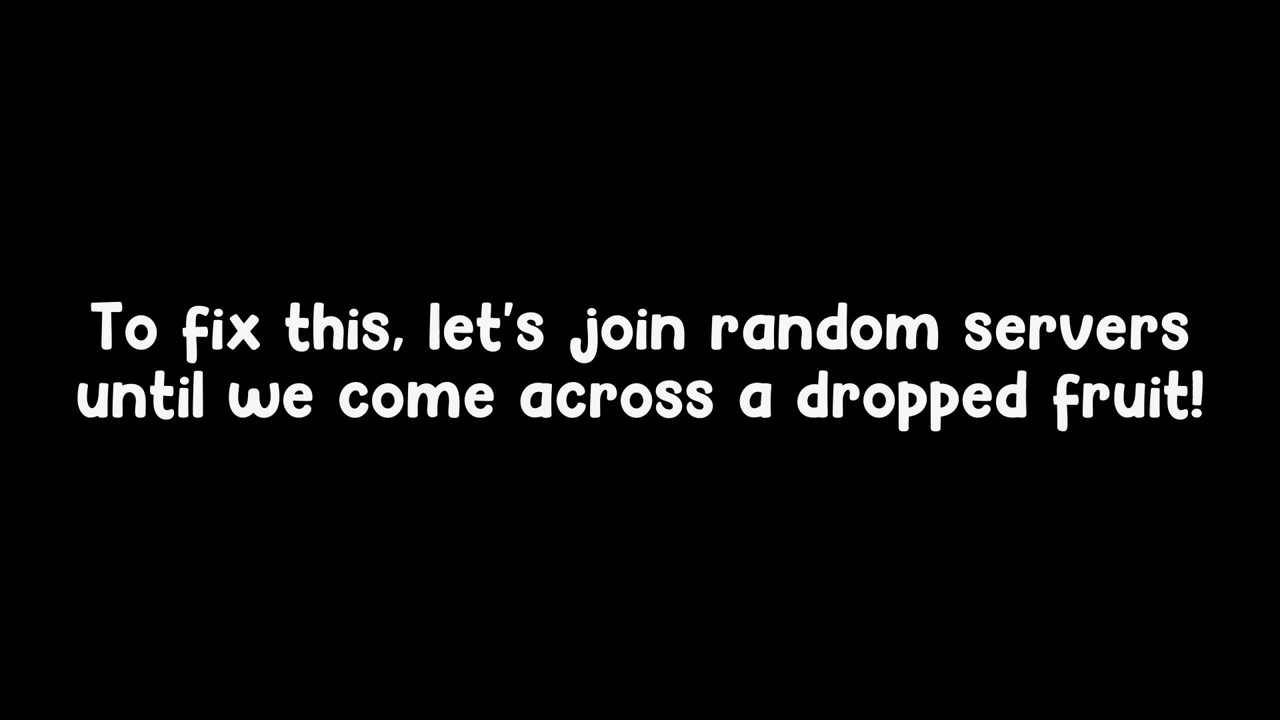 To fix this, let's join random servers
until we come across a dropped fruit!